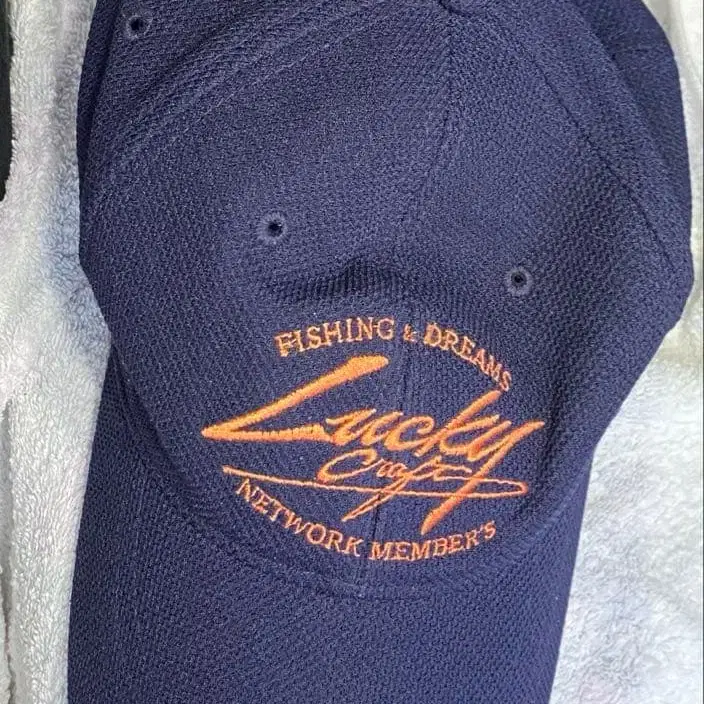 FISHING & DREAMS
Lucky
Craft
NETWORK MEMBER'S